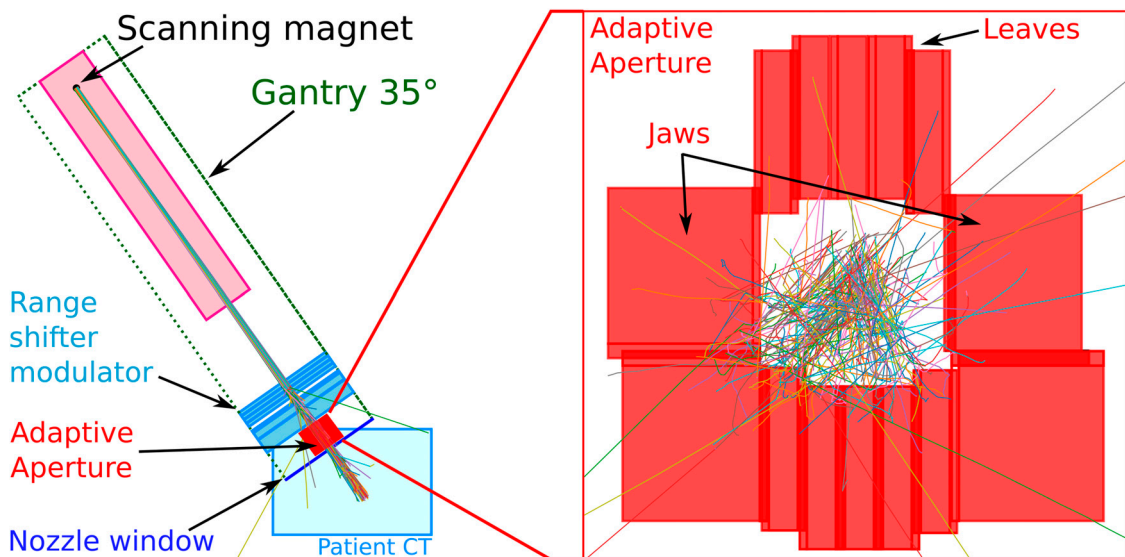 Scanning magnet
Gantry 35°
Range
shifter
modulator
Adaptive
Aperture
Nozzle window
Patient CT
Adaptive
Aperture
Leaves
Jaws